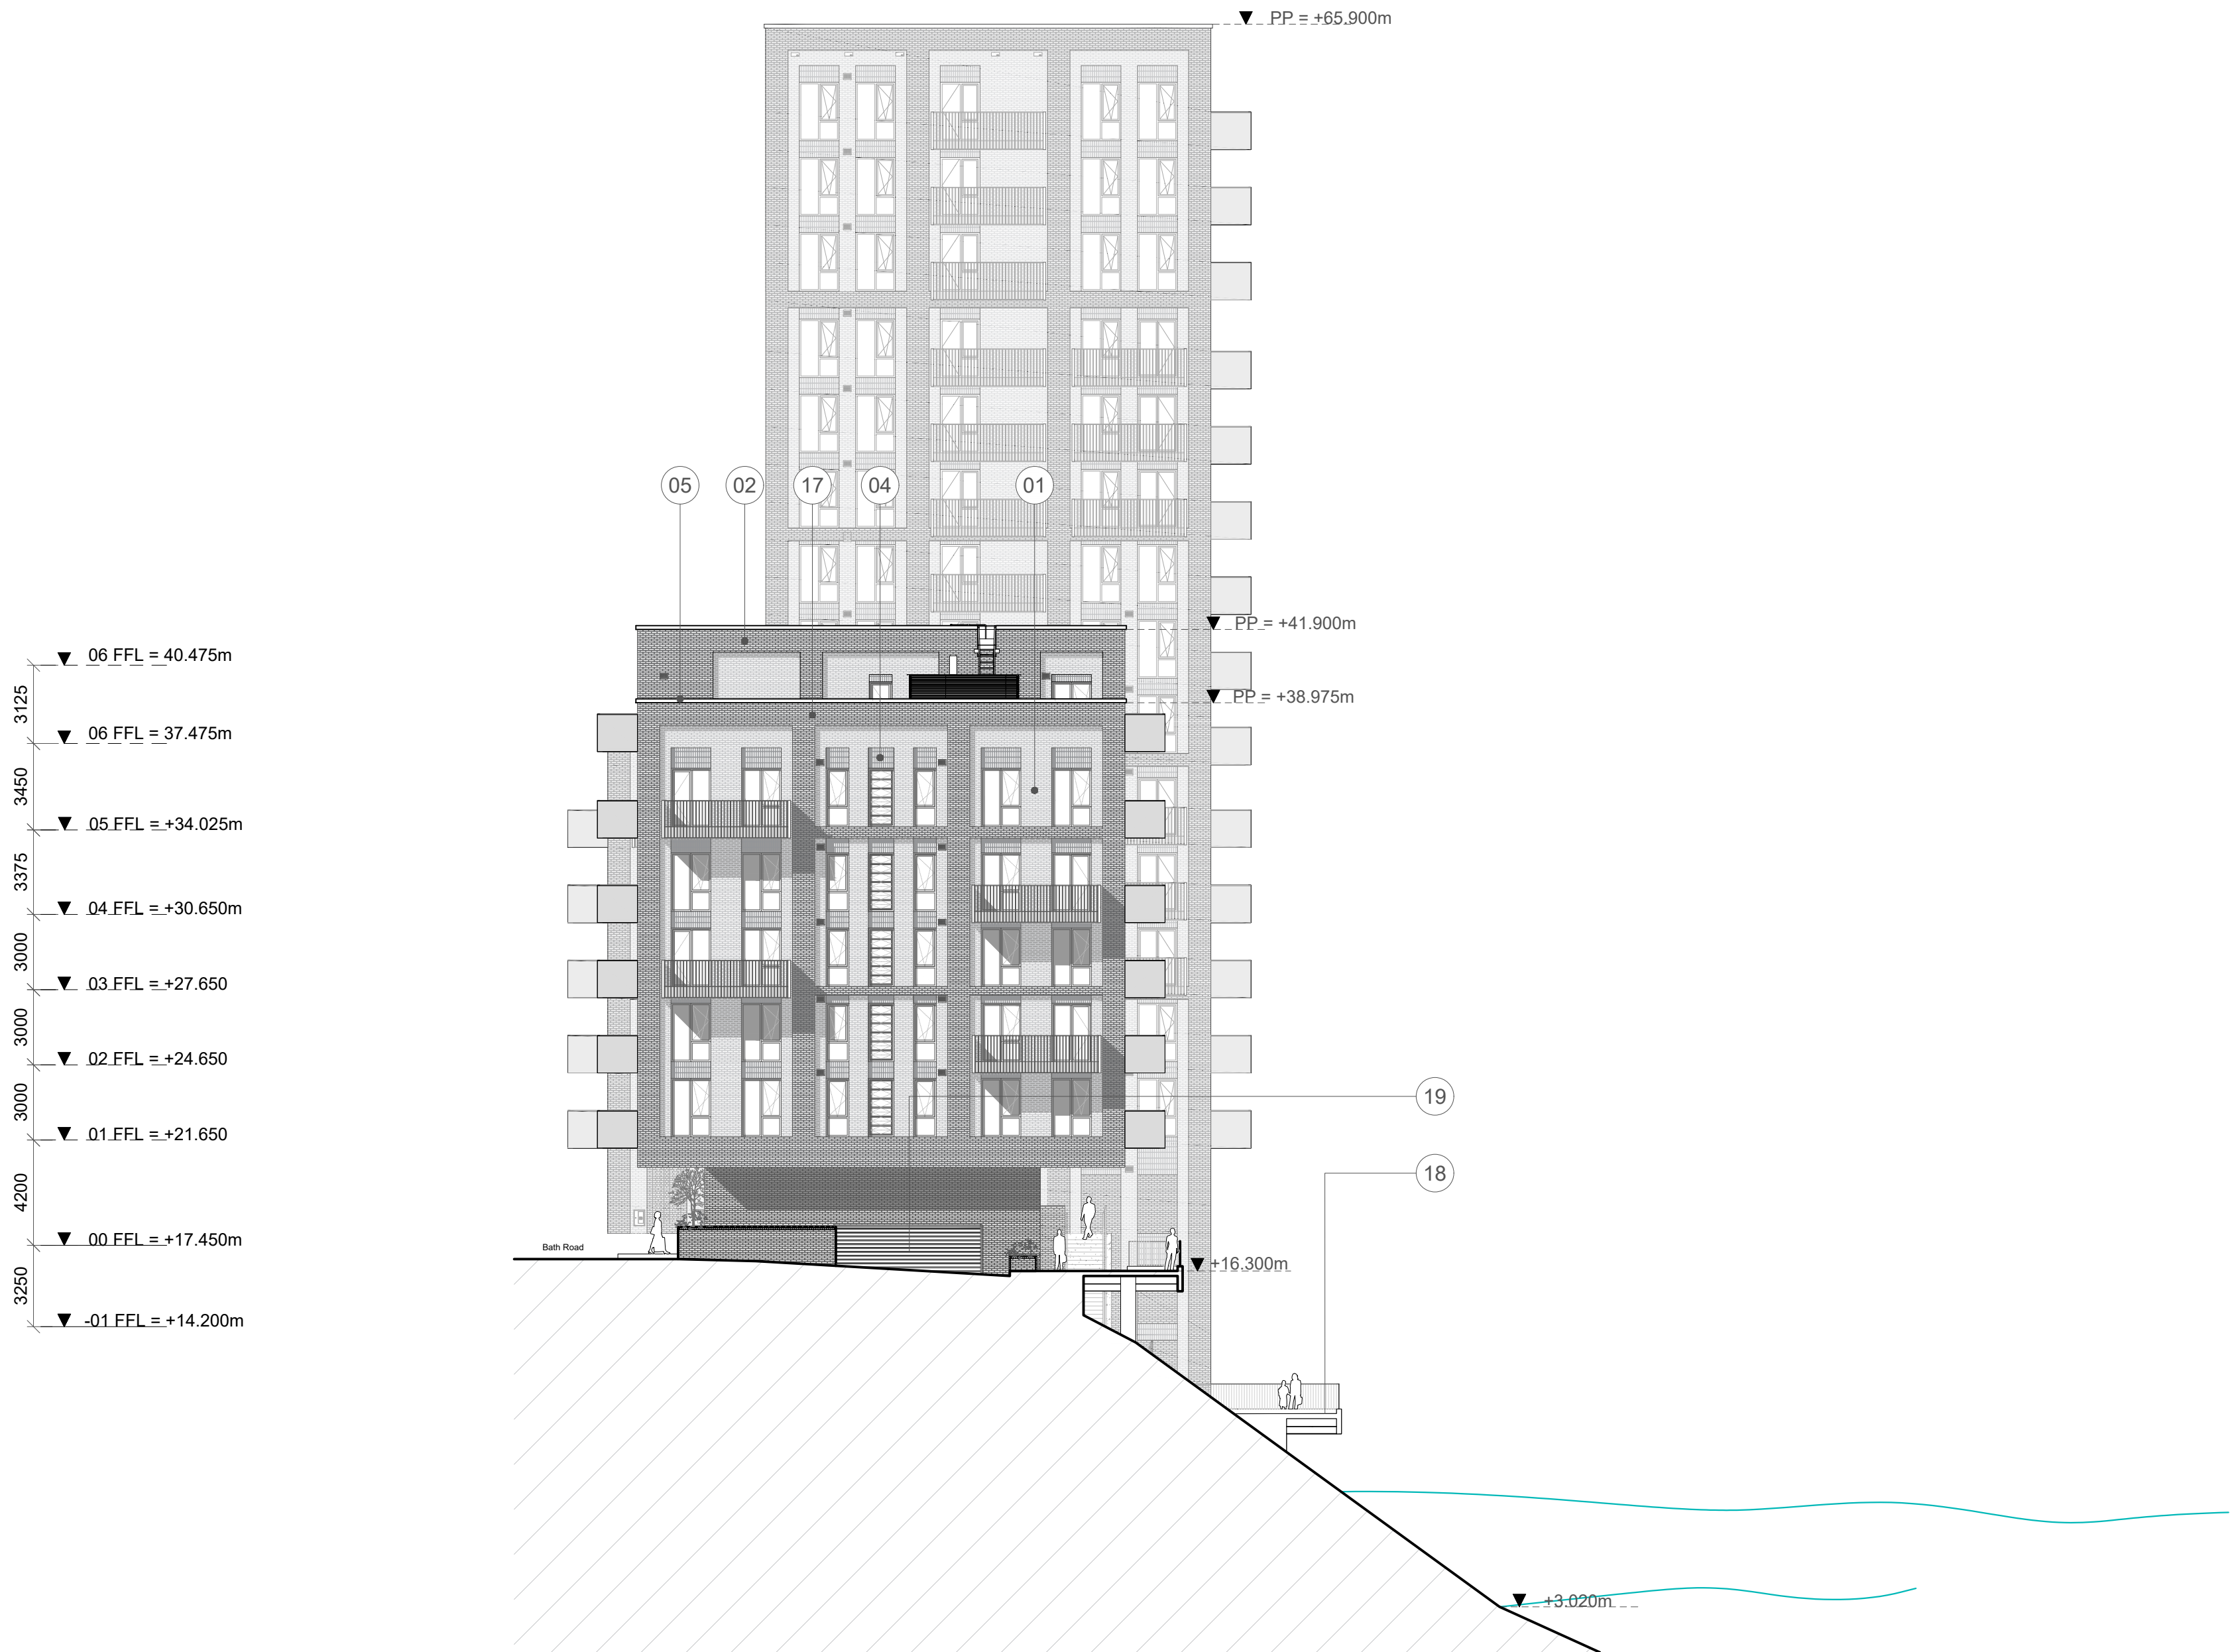 PP = +65.900m
05
02
17
04
01
PP = +41.900m
06 FFL = 40.475m
PP = +38.975m
3125
06 FFL = 37.475m
3450
05 FFL = +34.025m
3375
04 FFL = +30.650m
3000
03 FFL = +27.650
3000
02 FFL = +24.650
3000
19
01 FFL = +21.650
18
4200
00 FFL = +17.450m
Bath Road
+16.300m
3250
-01 FFL = +14.200m
+3.020m